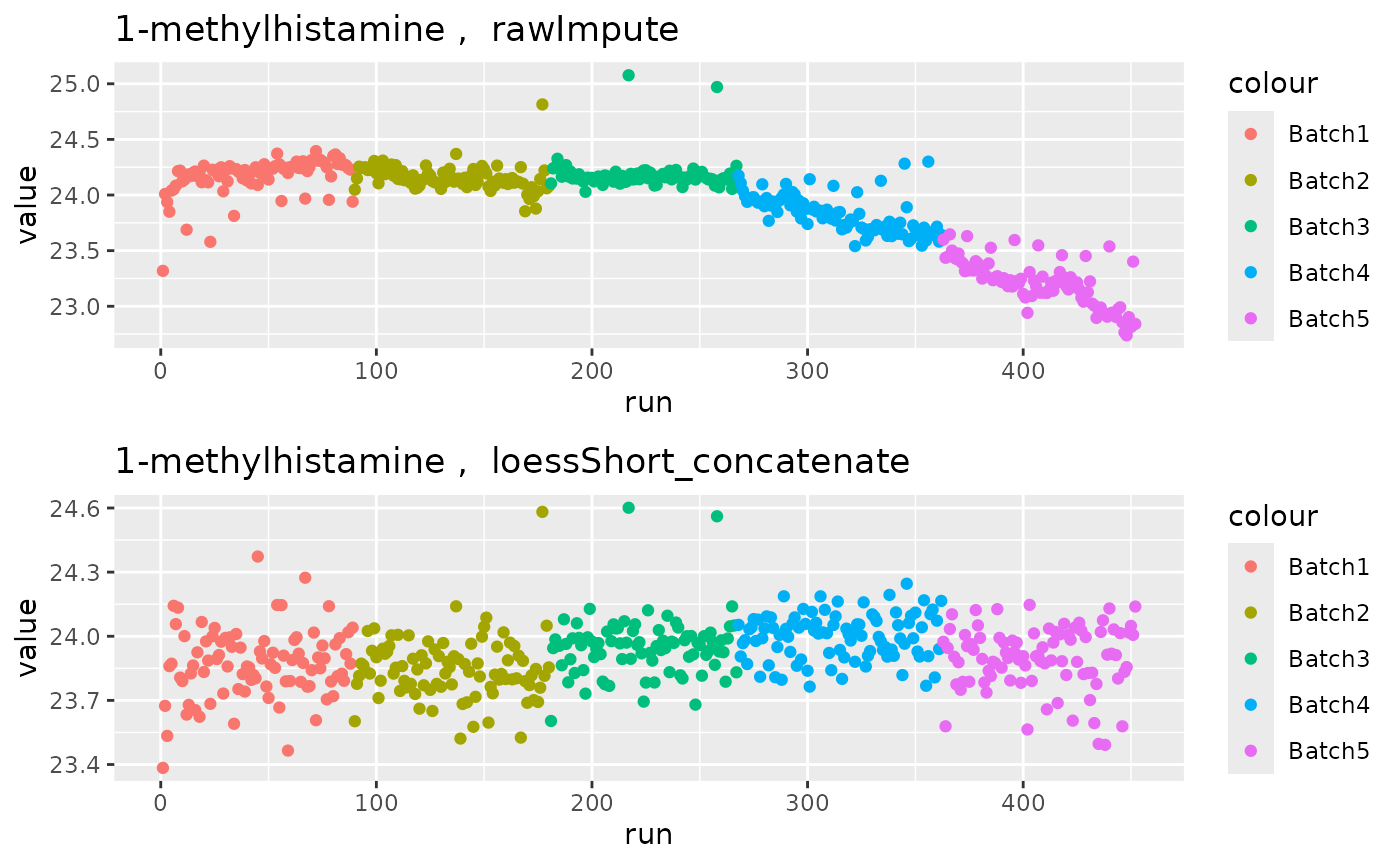 1-methylhistamine ,  rawImpute
25.0
24.5
24.0
23.5
23.0
value
0 100 200 300 400
run
colour
Batch1
Batch2
Batch3
Batch4
Batch5
1-methylhistamine ,  loessShort_concatenate
24.6
24.3
24.0
23.7
23.4
value
0 100 200 300 400
run
colour
Batch1
Batch2
Batch3
Batch4
Batch5